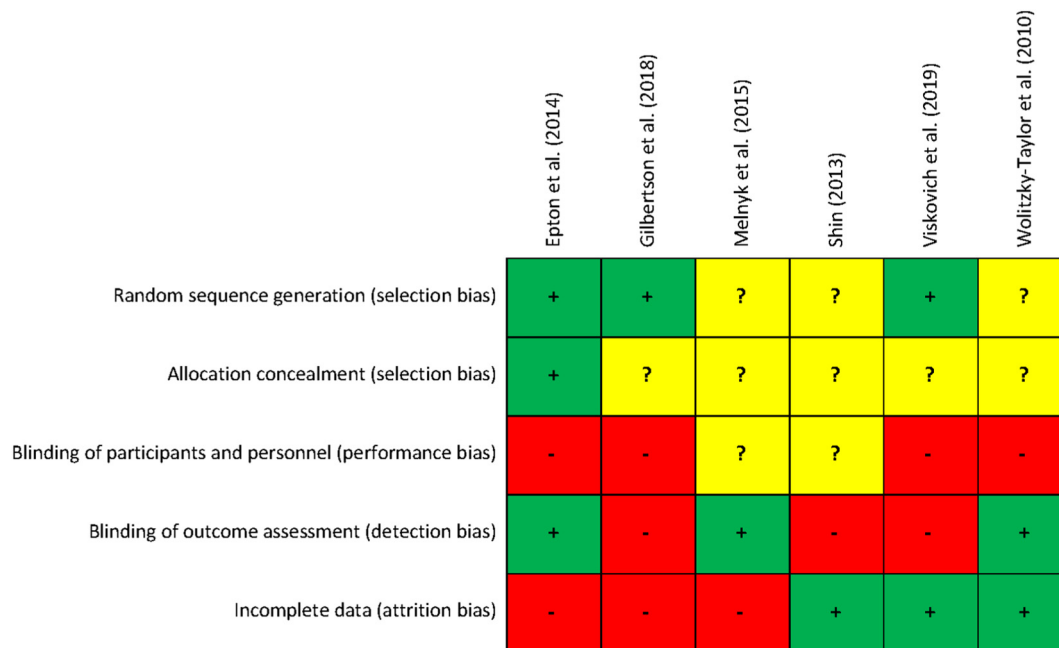 Epton et al. (2014)
Gilbertson et al. (2018)
Melnyk et al. (2015)
Shin (2013)
Viskovich et al. (2019)
Wolitzky-Taylor et al. (2010)
Random sequence generation (selection bias) + + ? ? + ?
Allocation concealment (selection bias) + ? ? ? ? ?
Blinding of participants and personnel (performance bias) - - ? ? - -
Blinding of outcome assessment (detection bias) + - + - - +
Incomplete data (attrition bias) - - - + + +